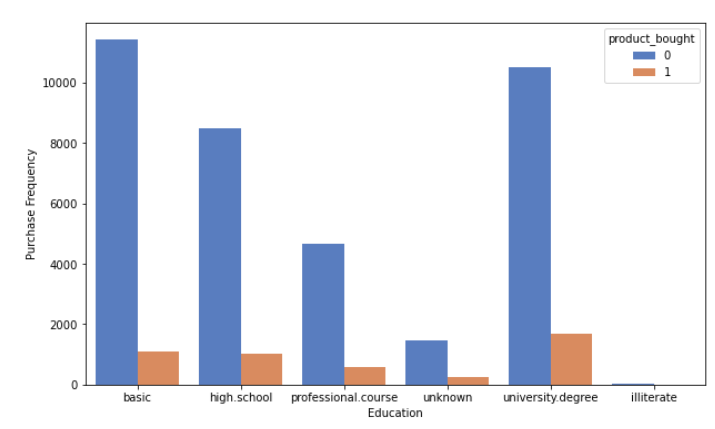 product_bought
0
1
10000
8000
6000
4000
2000
0
Purchase Frequency
basic high.school professional.course unknown university.degree illiterate
Education